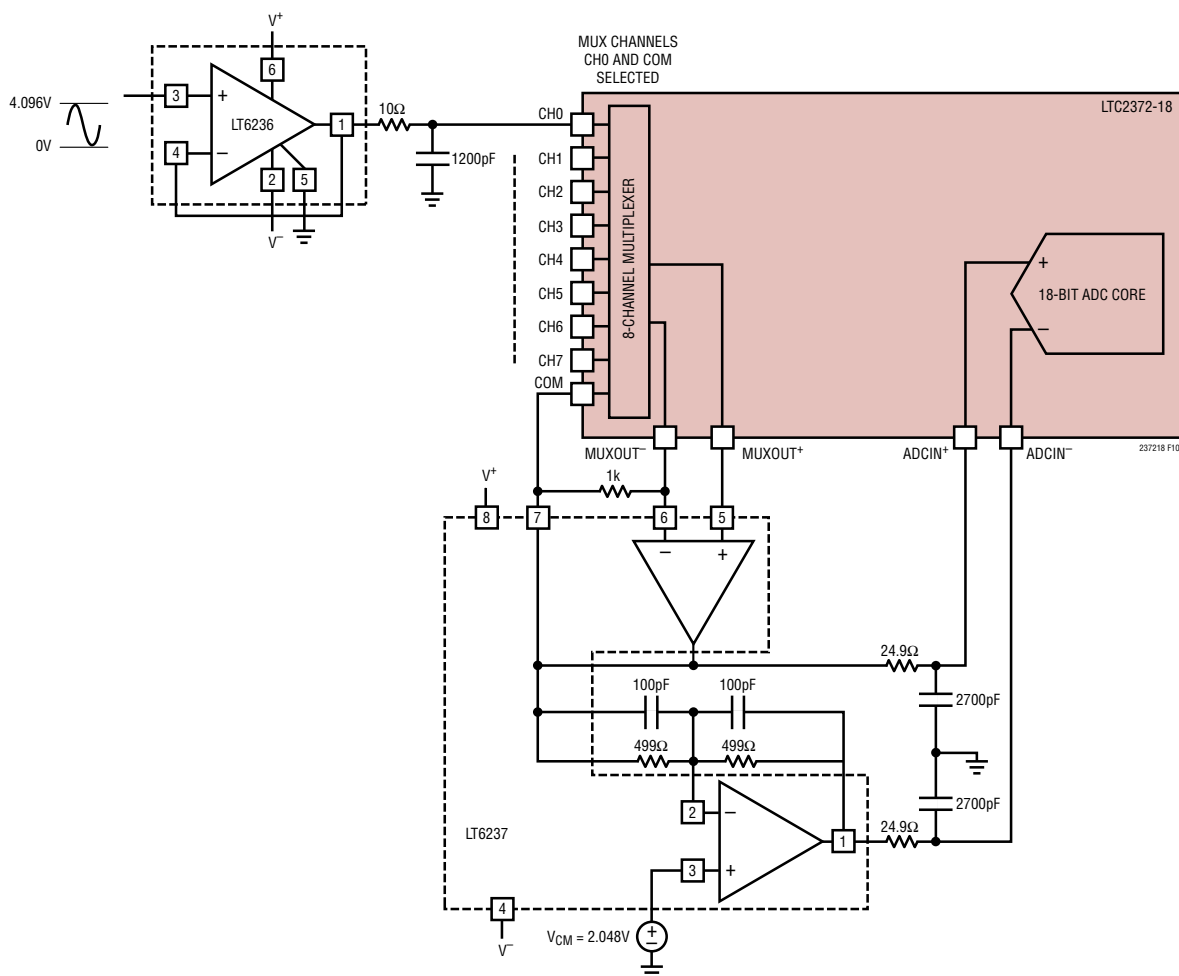 V⁺
MUX CHANNELS
CH0 AND COM
SELECTED
6
4.096V
0V
3
+
LT6236
1
10Ω
4
−
2
5
V⁻
1200pF
LTC2372-18
CH0
CH1
CH2
CH3
CH4
CH5
CH6
CH7
COM
8-CHANNEL MULTIPLEXER
+
18-BIT ADC CORE
−
MUXOUT⁻
MUXOUT⁺
ADCIN⁺
ADCIN⁻
237218 F10
V⁺
1k
8
7
6
5
−
+
24.9Ω
100pF
100pF
2700pF
499Ω
499Ω
2700pF
2
−
LT6237
1
24.9Ω
3
+
4
V⁻
VCM = 2.048V
+
−